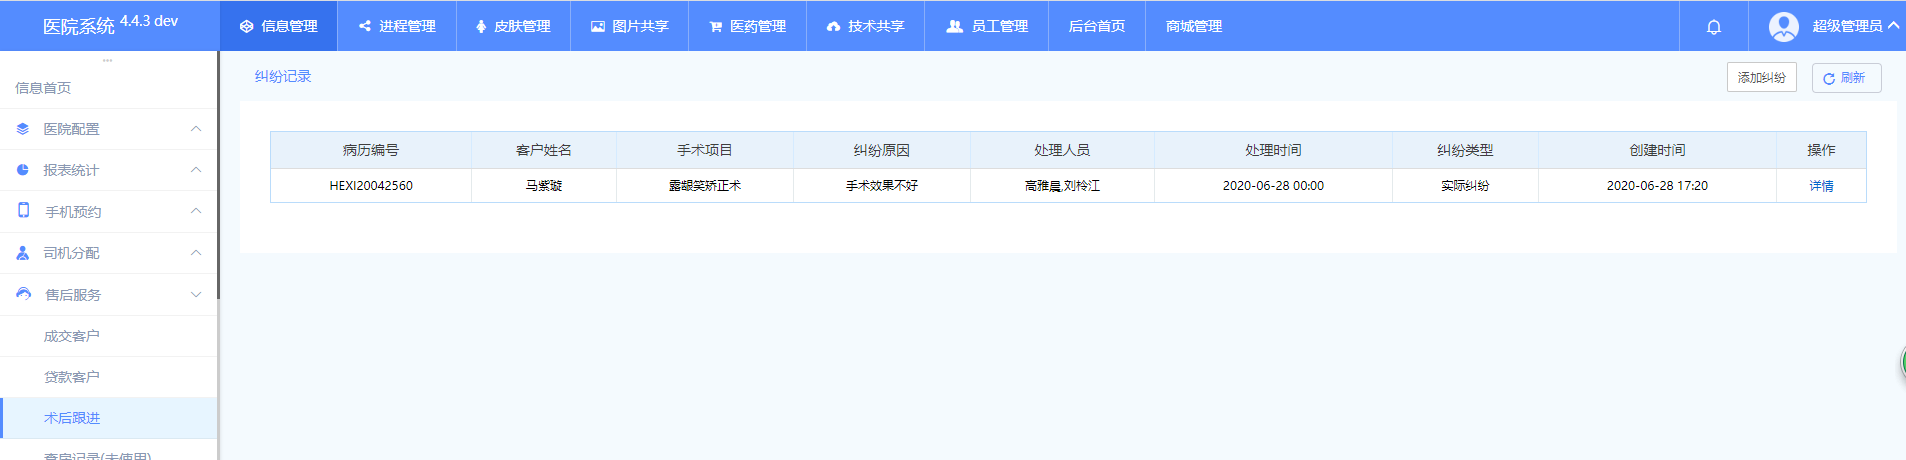 医院系统 4.4.3 dev
信息管理
进程管理
皮肤管理
图片共享
医药管理
技术共享
员工管理
后台首页
商城管理
超级管理员
信息首页
医院配置
报表统计
手机预约
司机分配
售后服务
成交客户
贷款客户
术后跟进
查房记录(未使用)
纠纷记录
添加纠纷
刷新
病历编号 客户姓名 手术项目 纠纷原因 处理人员 处理时间 纠纷类型 创建时间 操作
HEXI20042560 马紫璇 露龈笑矫正术 手术效果不好 高雅晨,刘柃江 2020-06-28 00:00 实际纠纷 2020-06-28 17:20 详情